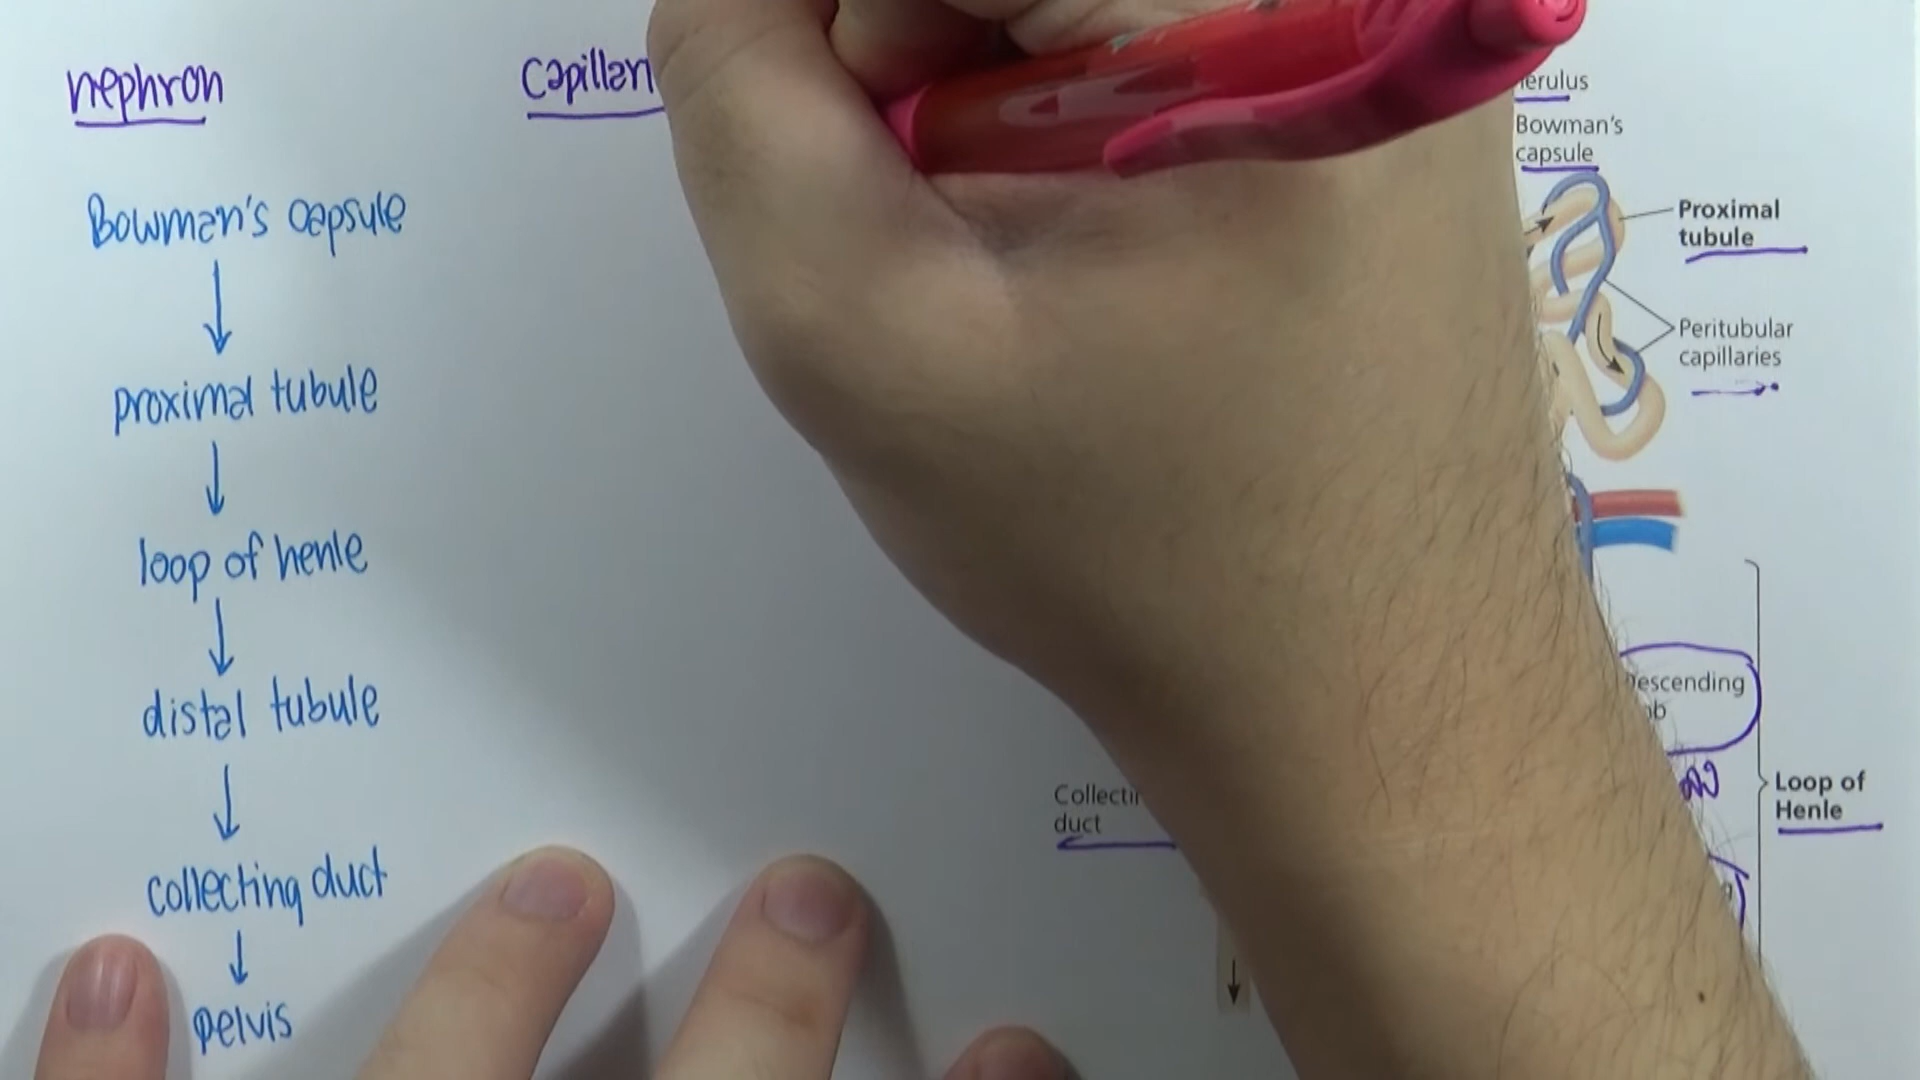 nephron
Bowman's capsule
proximal tubule
loop of henle
distal tubule
collecting duct
pelvis
Bowman's
capsule
Proximal
tubule
Peritubular
capillaries
duct
Loop of
Henle